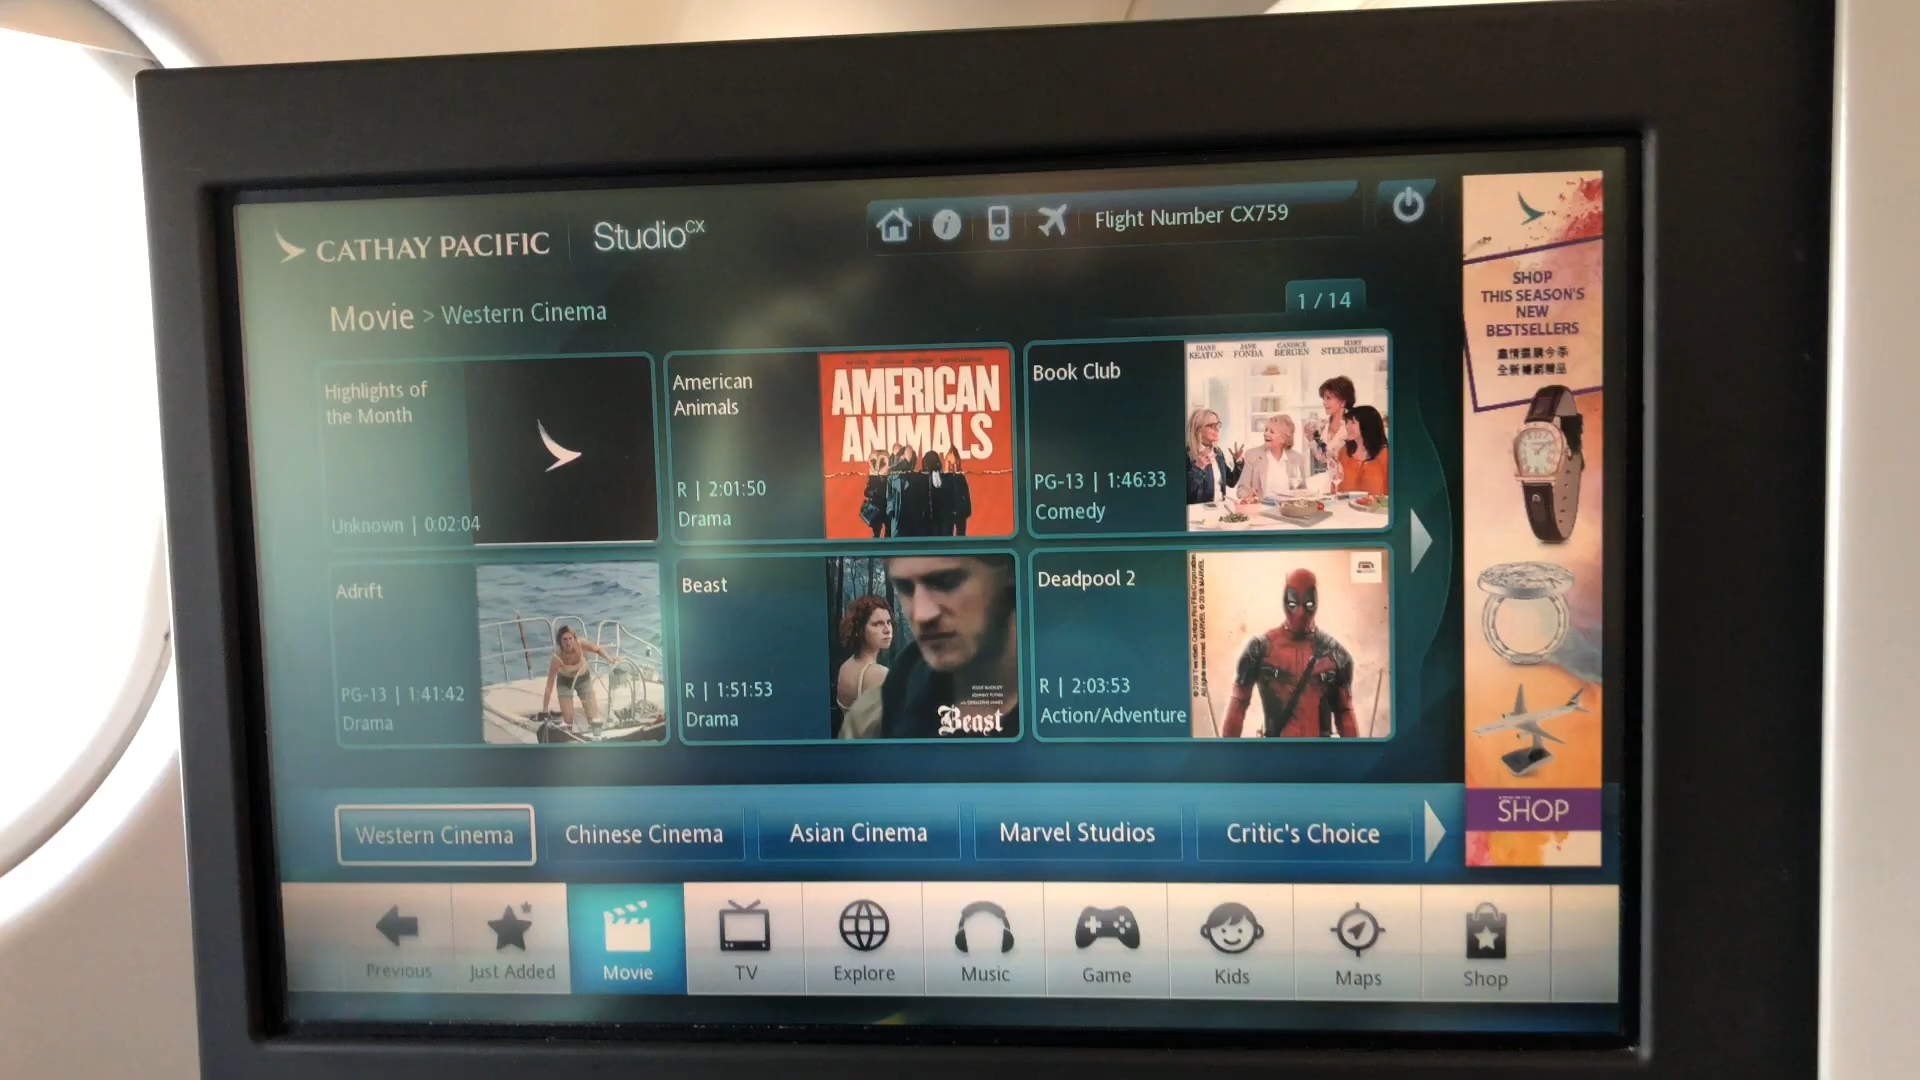 CATHAY PACIFIC
Studio CX
Flight Number CX759
Movie > Western Cinema
1 / 14
Highlights of
the Month
Unknown | 0:02:04
American
Animals
R | 2:01:50
Drama
AMERICAN
ANIMALS
Book Club
PG-13 | 1:46:33
Comedy
DIANE
KEATON
JANE
FONDA
CANDICE
BERGEN
MARY
STEENBURGEN
Adrift
PG-13 | 1:41:42
Drama
Beast
R | 1:51:53
Drama
Beast
Deadpool 2
R | 2:03:53
Action/Adventure
Western Cinema
Chinese Cinema
Asian Cinema
Marvel Studios
Critic's Choice
Previous
Just Added
Movie
TV
Explore
Music
Game
Kids
Maps
Shop
SHOP
THIS SEASON'S
NEW
BESTSELLERS
SHOP